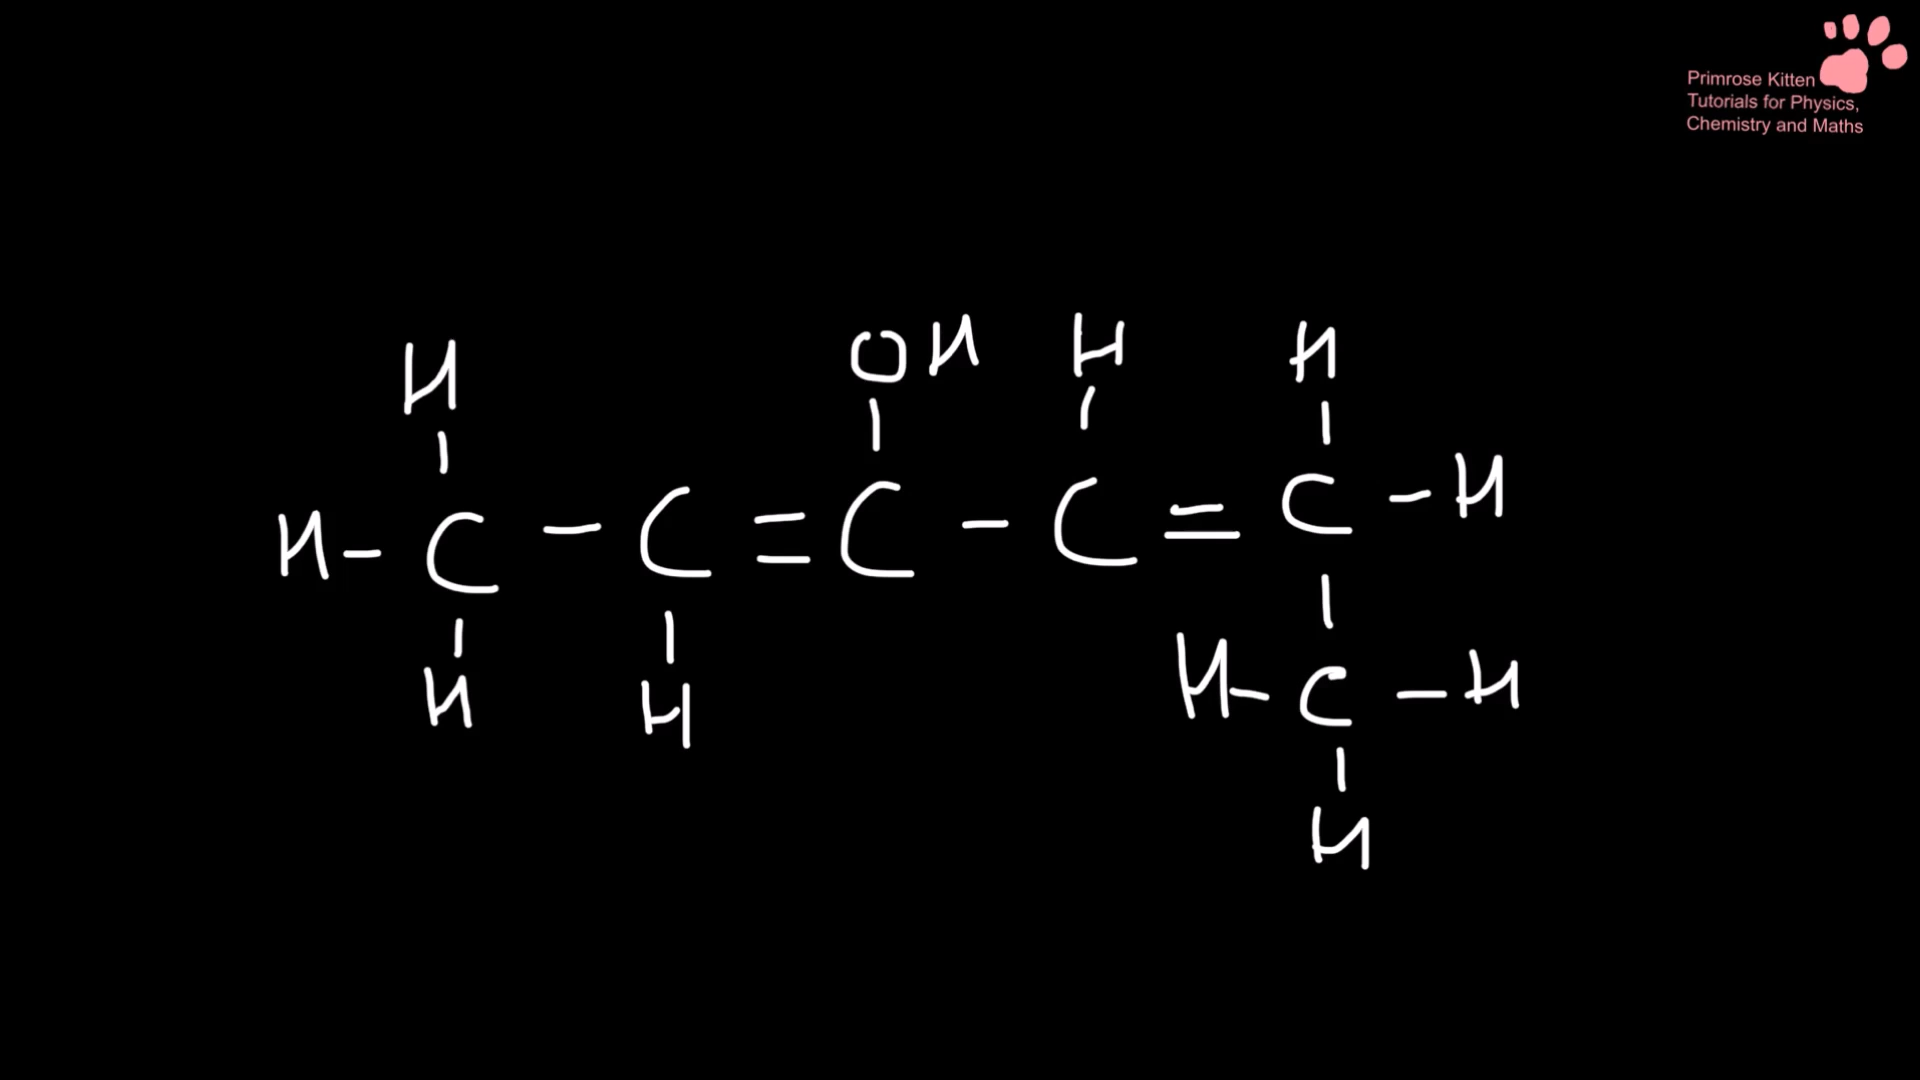 Primrose Kitten
Tutorials for Physics,
Chemistry and Maths
H OH H H
H - C - C = C - C = C - H
H H H - C - H
H